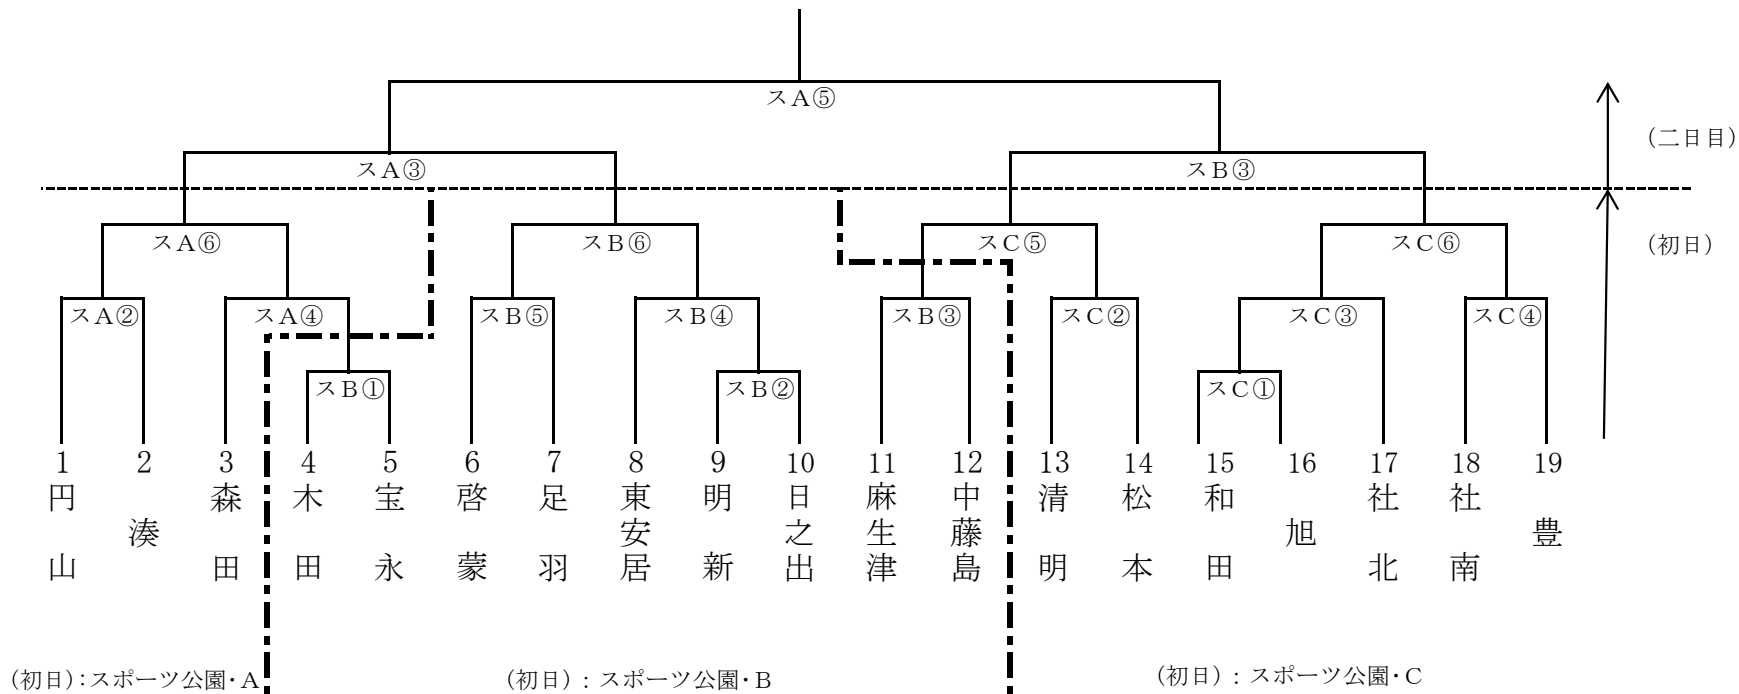 スA⑤
(二日目)
スA③
スB③
スA⑥
スB⑥
スC⑤
スC⑥
(初日)
スA②
スA④
スB⑤
スB④
スB③
スC②
スC③
スC④
スB①
スB②
スC①
1
円山
2
湊
3
森田
4
木田
5
宝永
6
啓蒙
7
足羽
8
東安居
9
明新
10
日之出
11
麻生津
12
中藤島
13
清明
14
松本
15
和田
16
旭
17
社北
18
社南
19
豊
(初日):スポーツ公園・A
(初日):スポーツ公園・B
(初日):スポーツ公園・C